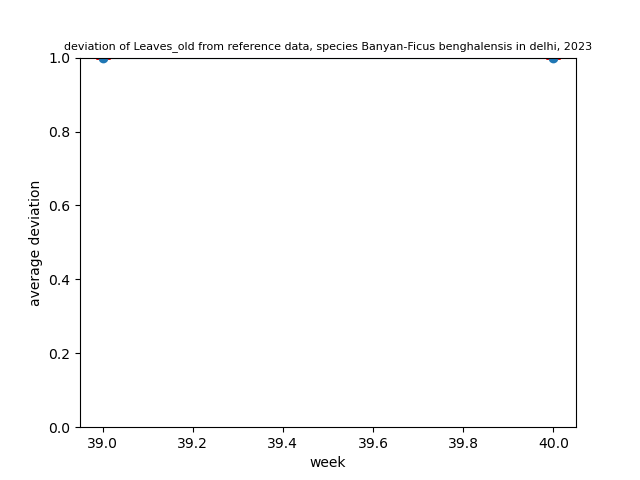 deviation of Leaves_old from reference data, species Banyan-Ficus benghalensis in delhi, 2023
1.0
0.8
0.6
0.4
0.2
0.0
average deviation
39.0 39.2 39.4 39.6 39.8 40.0
week